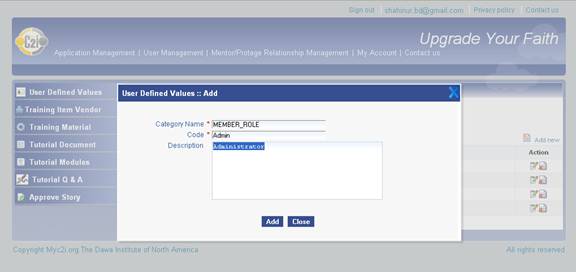 Sign out | shahinur.bd@gmail.com | Privacy policy | Contact us
C2i
Upgrade Your Faith
Application Management | User Management | Mentor/Protege Relationship Management | My Account | Contact us
User Defined Values
Training Item Vendor
Training Material
Tutorial Document
Tutorial Modules
Tutorial Q & A
Approve Story
User Defined Values :: Add
X
Category Name * MEMBER_ROLE
Code * Admin
Description Administrator
Add Close
Add new
Action
Copyright Myc2i.org The Dawa Institute of North America
All rights reserved